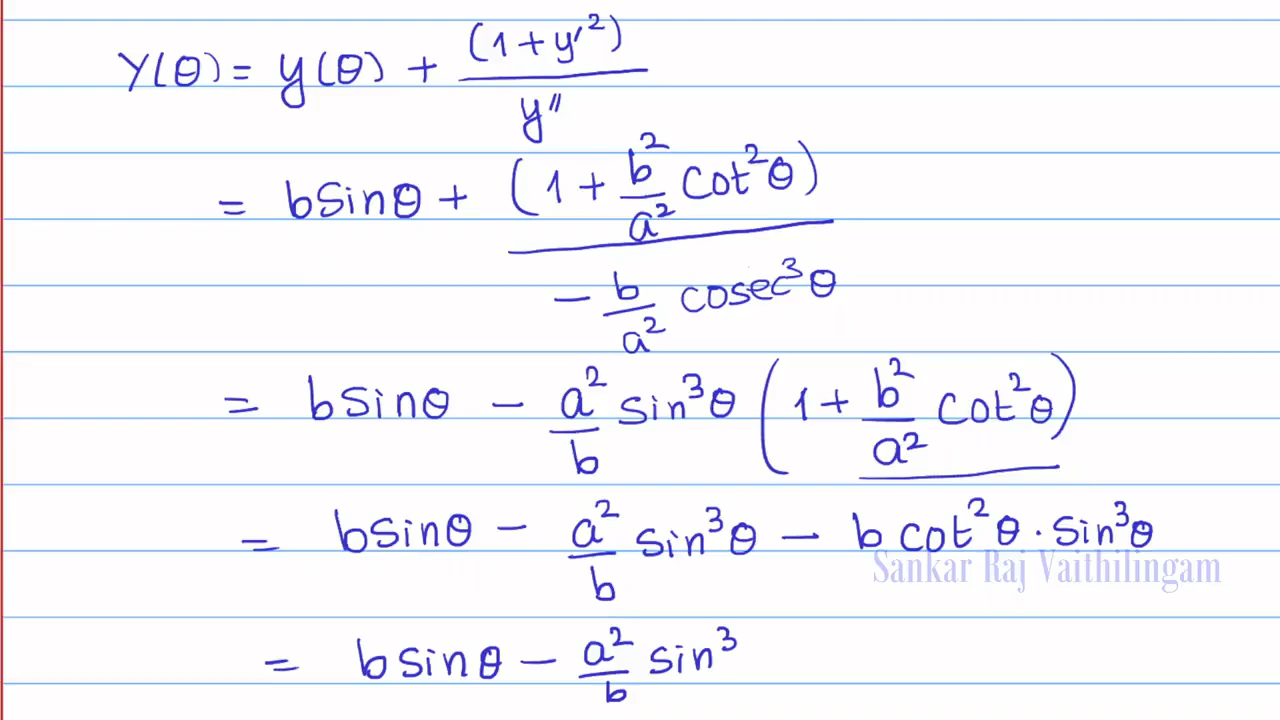 Y(θ) = y(θ) + (1 + y′²) / y″
= b sinθ + (1 + b²/a² cot²θ) / − b/a² cosec³θ
= b sinθ − a²/b sin³θ (1 + b²/a² cot²θ)
= b sinθ − a²/b sin³θ − b cot²θ · sin³θ
Sankar Raj Vaithilingam
= b sinθ − a²/b sin³